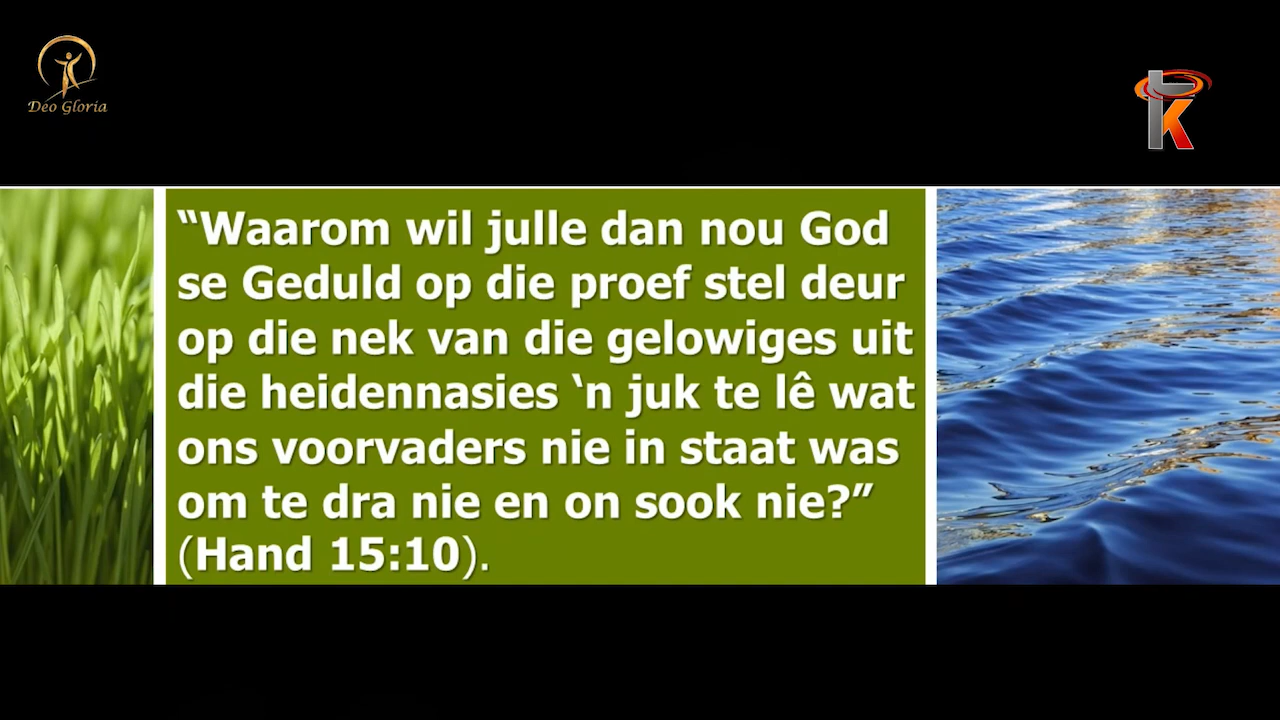 Deo Gloria
tk
“Waarom wil julle dan nou God
se Geduld op die proef stel deur
op die nek van die gelowiges uit
die heidennasies ‘n juk te lê wat
ons voorvaders nie in staat was
om te dra nie en on sook nie?”
(Hand 15:10).